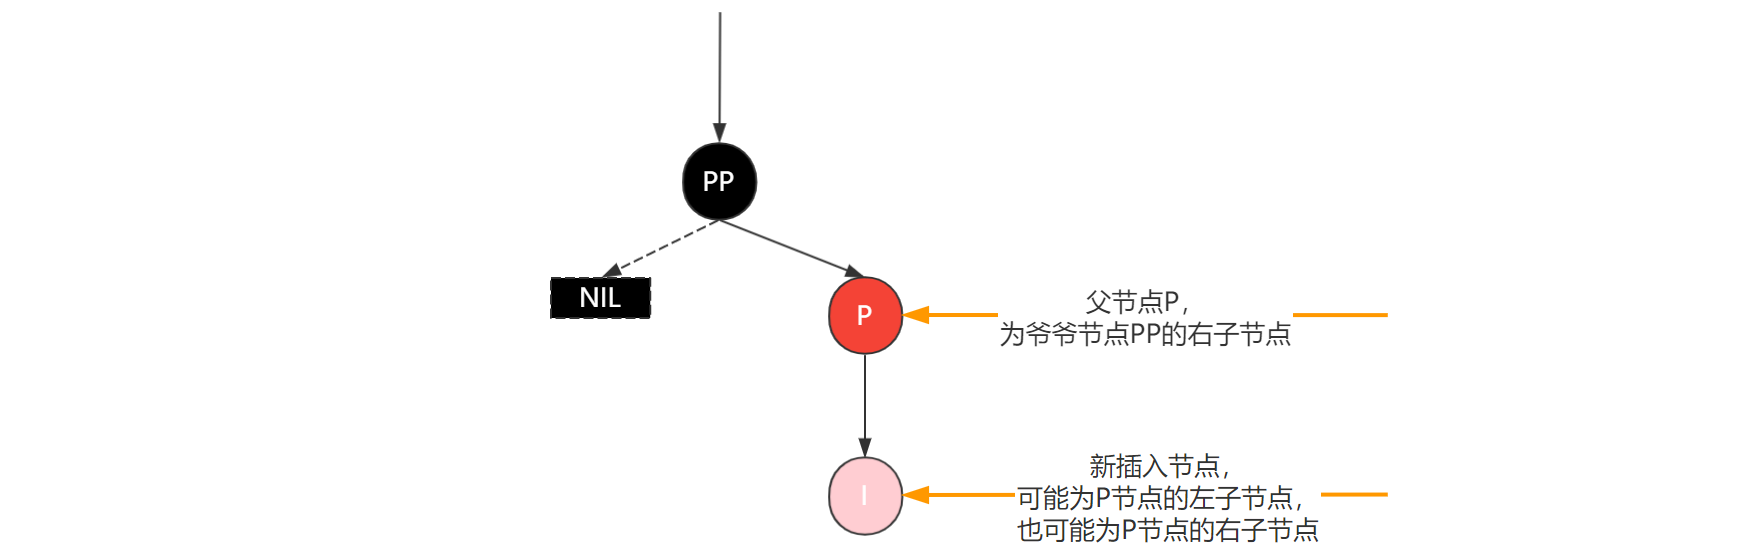 PP
NIL
P
父节点P,
为爷爷节点PP的右子节点
I
新插入节点,
可能为P节点的左子节点,
也可能为P节点的右子节点